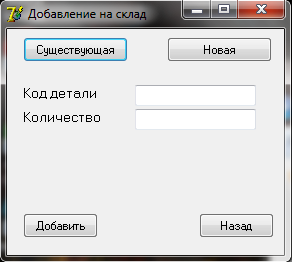 Добавление на склад
Существующая Новая
Код детали
Количество
Добавить Назад